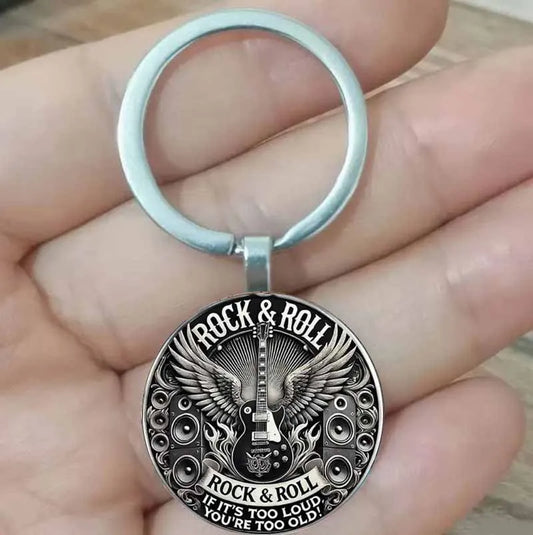 ROCK & ROLL
ROCK & ROLL
IF IT'S TOO LOUD,
YOU'RE TOO OLD!